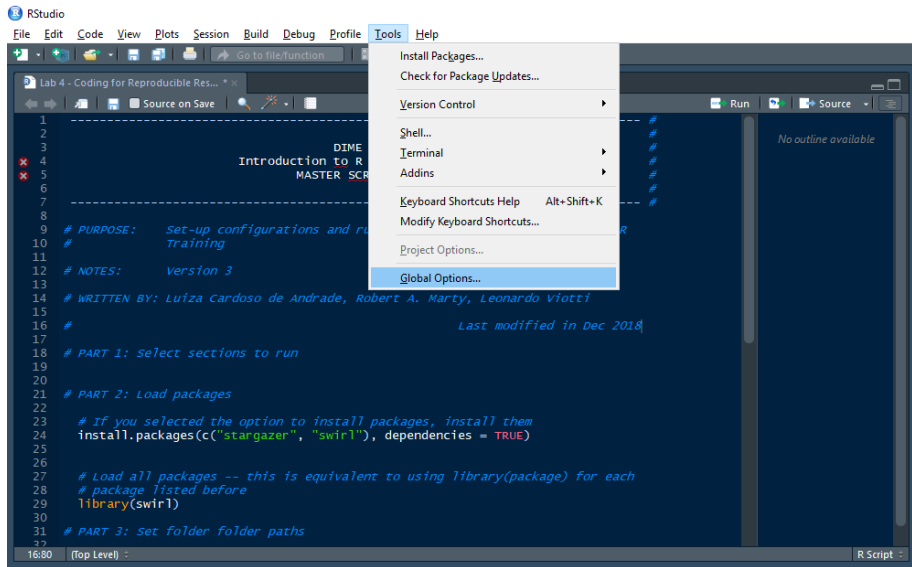 RStudio
File Edit Code View Plots Session Build Debug Profile Tools Help
Go to file/function
Install Packages...
Check for Package Updates...
Version Control
Shell...
Terminal
Addins
Keyboard Shortcuts Help Alt+Shift+K
Modify Keyboard Shortcuts...
Project Options...
Global Options...
Lab 4 - Coding for Reproducible Res... *
Source on Save Run Source
No outline available
1 ---------------------------------------- --- #
2 #
3 DIME #
4 Introduction to R #
5 MASTER SCR #
6 #
7 ---------------------------------------- --- #
8
9 # PURPOSE: Set-up configurations and ru R
10 # Training
11
12 # NOTES: Version 3
13
14 # WRITTEN BY: Luiza Cardoso de Andrade, Robert A. Marty, Leonardo Viotti
15
16 # Last modified in Dec 2018
17
18 # PART 1: Select sections to run
19
20
21 # PART 2: Load packages
22
23 # If you selected the option to install packages, install them
24 install.packages(c("stargazer", "swirl"), dependencies = TRUE)
25
26
27 # Load all packages -- this is equivalent to using library(package) for each
28 # package listed before
29 library(swirl)
30
31 # PART 3: Set folder folder paths
32
16:80 (Top Level) R Script